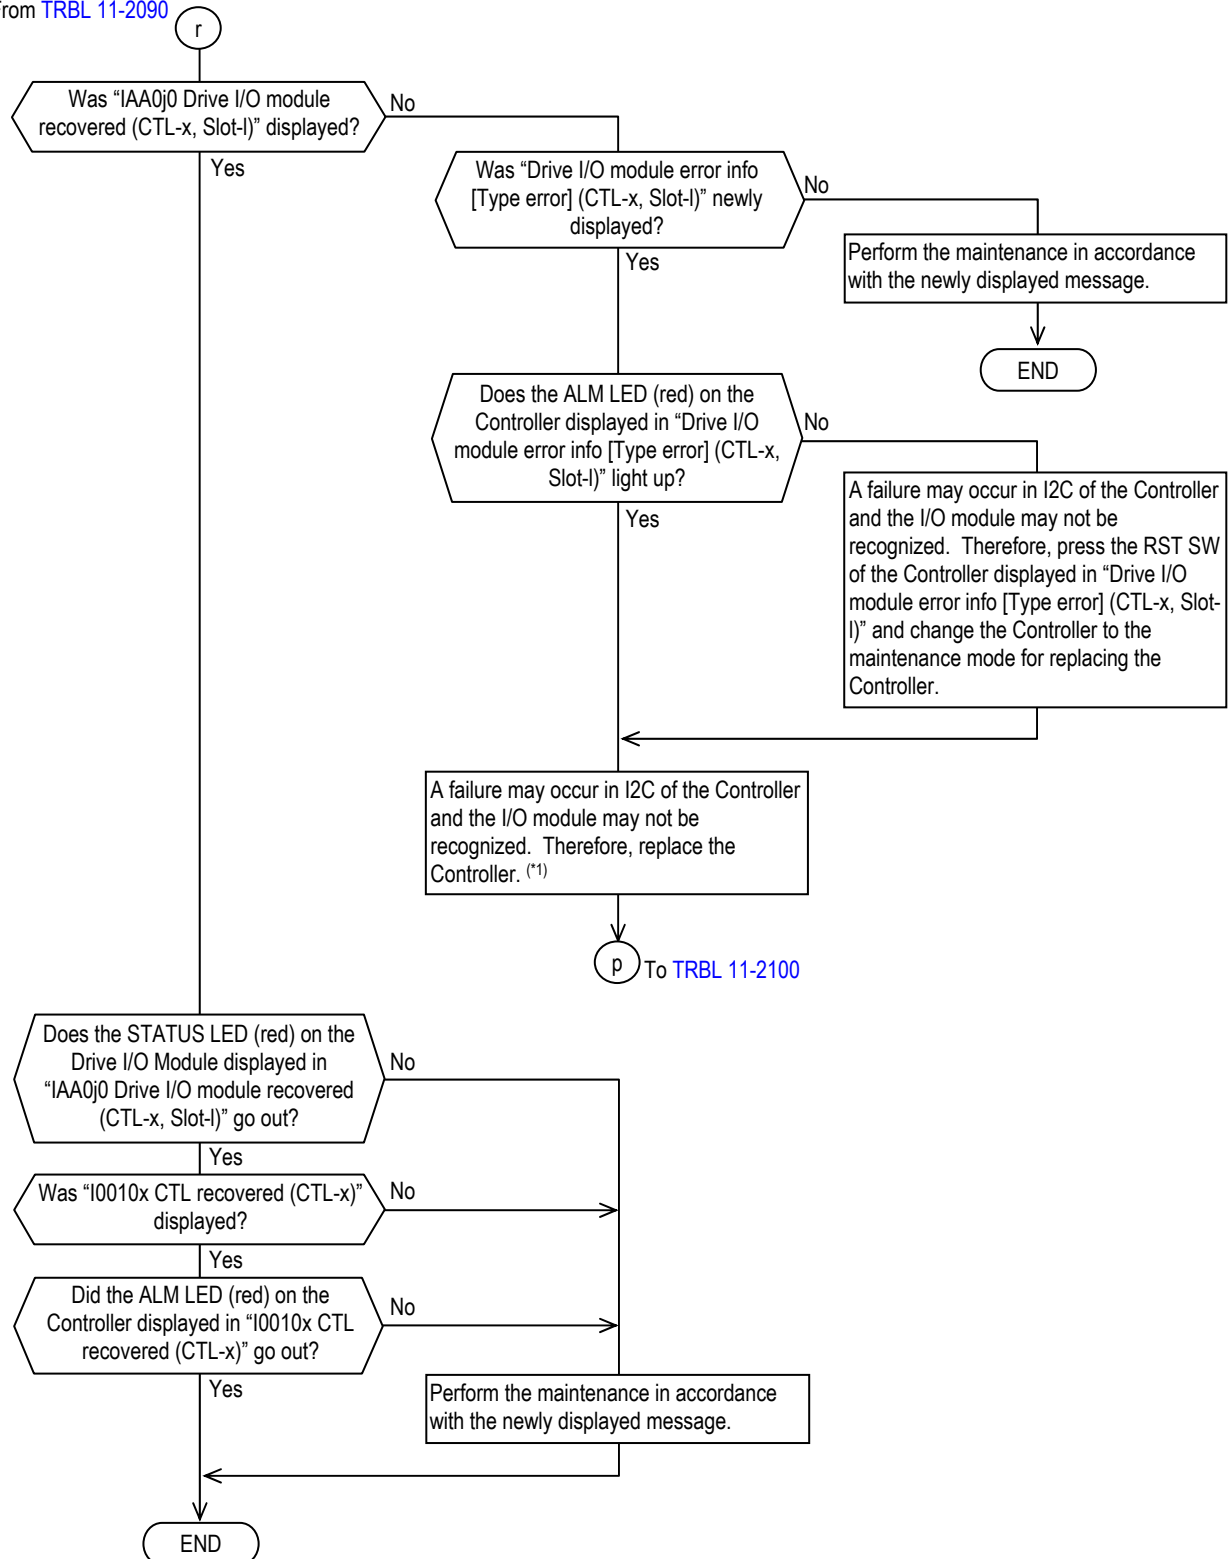 From TRBL 11-2090
r
Was “IAA0j0 Drive I/O module
recovered (CTL-x, Slot-l)” displayed?
No
Yes
Was “Drive I/O module error info
[Type error] (CTL-x, Slot-l)” newly
displayed?
No
Yes
Perform the maintenance in accordance
with the newly displayed message.
END
Does the ALM LED (red) on the
Controller displayed in “Drive I/O
module error info [Type error] (CTL-x,
Slot-l)” light up?
No
Yes
A failure may occur in I2C of the Controller
and the I/O module may not be
recognized.  Therefore, press the RST SW
of the Controller displayed in “Drive I/O
module error info [Type error] (CTL-x, Slot-
l)” and change the Controller to the
maintenance mode for replacing the
Controller.
A failure may occur in I2C of the Controller
and the I/O module may not be
recognized.  Therefore, replace the
Controller. (*1)
p
To TRBL 11-2100
Does the STATUS LED (red) on the
Drive I/O Module displayed in
“IAA0j0 Drive I/O module recovered
(CTL-x, Slot-l)” go out?
No
Yes
Was “I0010x CTL recovered (CTL-x)”
displayed?
No
Yes
Did the ALM LED (red) on the
Controller displayed in “I0010x CTL
recovered (CTL-x)” go out?
No
Yes
Perform the maintenance in accordance
with the newly displayed message.
END